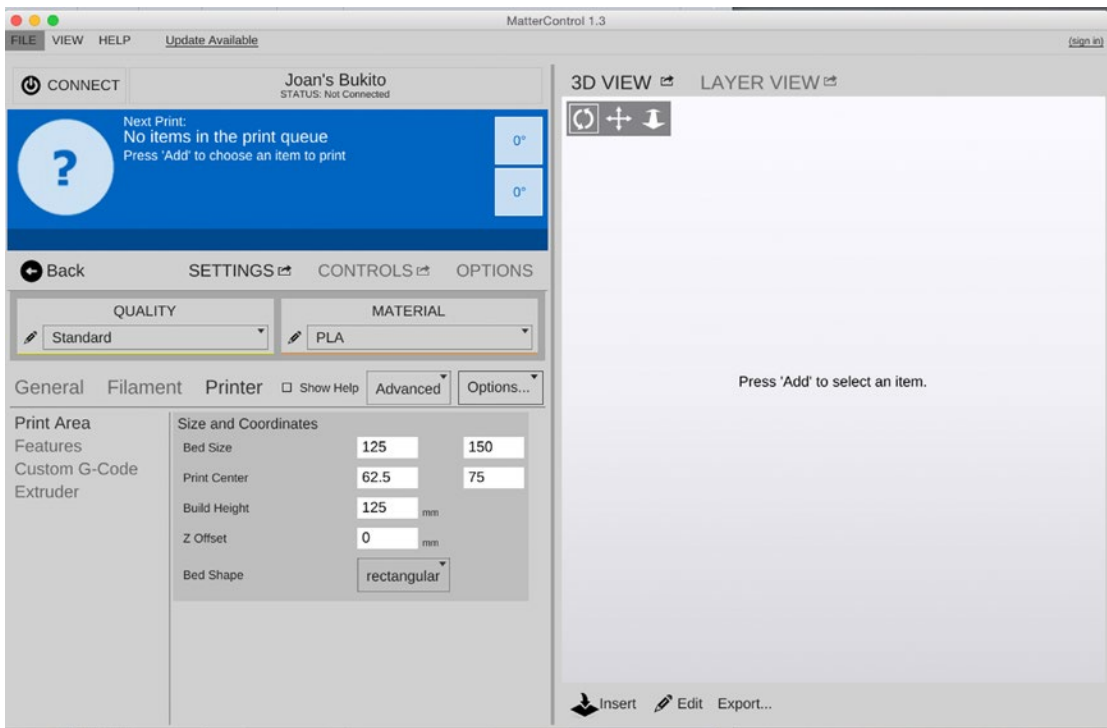 MatterControl 1.3
FILE VIEW HELP Update Available (sign in)
CONNECT
Joan's Bukito
STATUS: Not Connected
Next Print:
No items in the print queue
Press 'Add' to choose an item to print
?
0°
0°
Back SETTINGS CONTROLS OPTIONS
QUALITY MATERIAL
Standard PLA
General Filament Printer Show Help Advanced Options...
Print Area
Features
Custom G-Code
Extruder
Size and Coordinates
Bed Size 125 150
Print Center 62.5 75
Build Height 125 mm
Z Offset 0 mm
Bed Shape rectangular
3D VIEW LAYER VIEW
Press 'Add' to select an item.
Insert Edit Export...